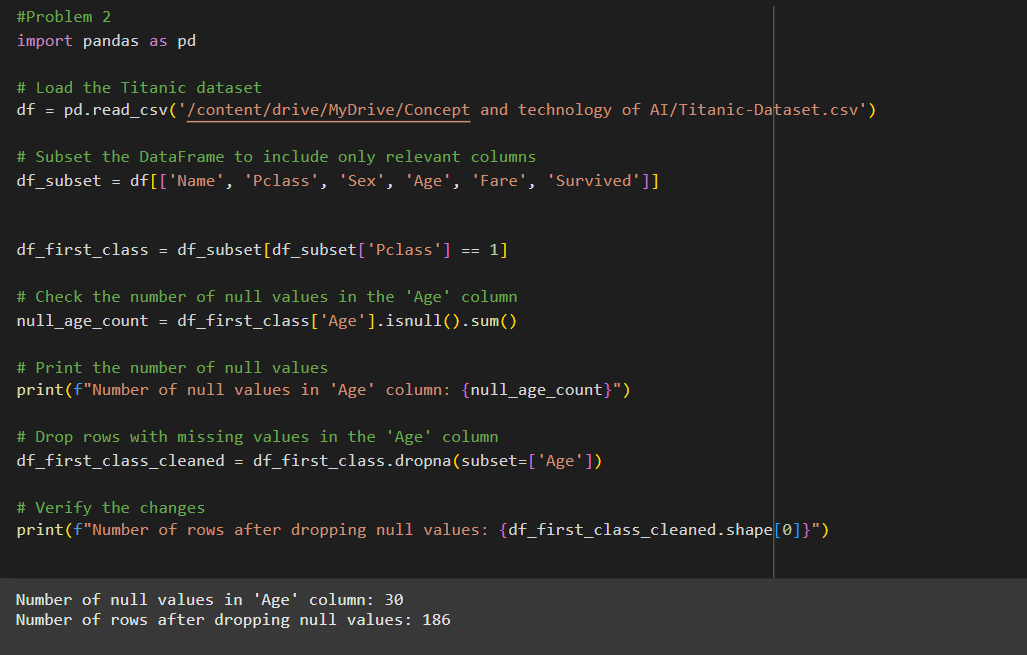 #Problem 2
import pandas as pd
# Load the Titanic dataset
df = pd.read_csv('/content/drive/MyDrive/Concept and technology of AI/Titanic-Dataset.csv')
# Subset the DataFrame to include only relevant columns
df_subset = df[['Name', 'Pclass', 'Sex', 'Age', 'Fare', 'Survived']]
df_first_class = df_subset[df_subset['Pclass'] == 1]
# Check the number of null values in the 'Age' column
null_age_count = df_first_class['Age'].isnull().sum()
# Print the number of null values
print(f"Number of null values in 'Age' column: {null_age_count}")
# Drop rows with missing values in the 'Age' column
df_first_class_cleaned = df_first_class.dropna(subset=['Age'])
# Verify the changes
print(f"Number of rows after dropping null values: {df_first_class_cleaned.shape[0]}")
Number of null values in 'Age' column: 30
Number of rows after dropping null values: 186